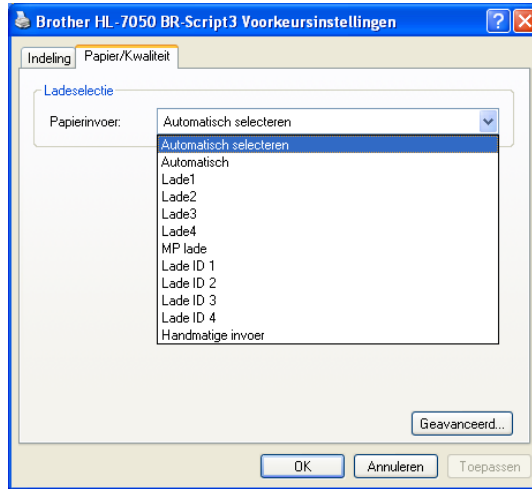 Brother HL-7050 BR-Script3 Voorkeursinstellingen
Indeling Papier/Kwaliteit
Ladeselectie
Papierinvoer: Automatisch selecteren
Automatisch selecteren
Automatisch
Lade1
Lade2
Lade3
Lade4
MP lade
Lade ID 1
Lade ID 2
Lade ID 3
Lade ID 4
Handmatige invoer
Geavanceerd...
OK Annuleren Toepassen